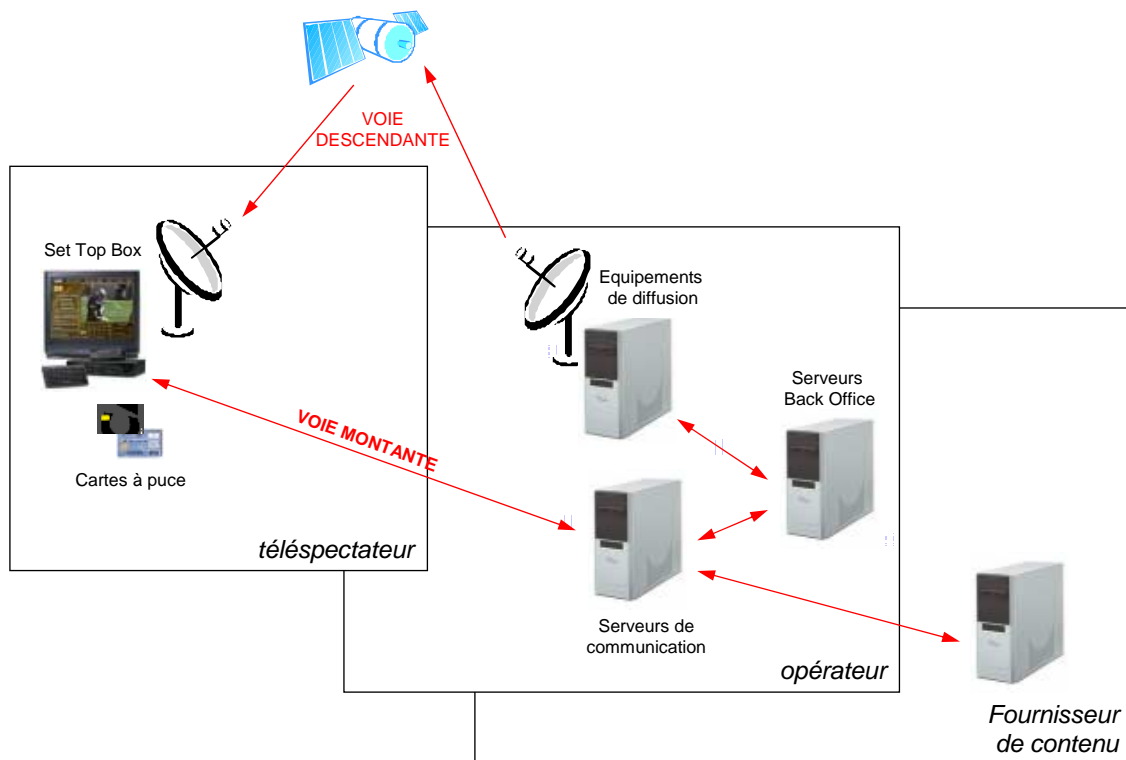 VOIE
DESCENDANTE
Set Top Box
Equipements
de diffusion
Serveurs
Back Office
VOIE MONTANTE
Cartes à puce
téléspectateur
Serveurs de
communication
opérateur
Fournisseur
de contenu